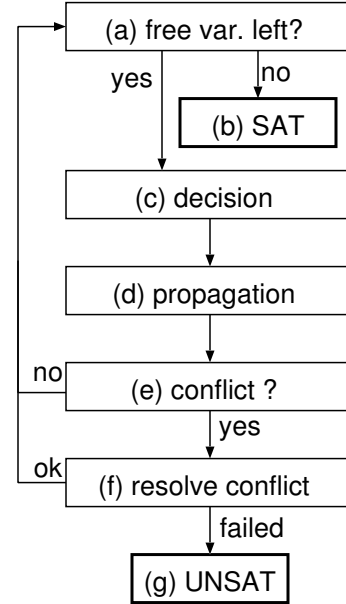 (a) free var. left?
yes
no
(b) SAT
(c) decision
(d) propagation
no
(e) conflict ?
yes
ok
(f) resolve conflict
failed
(g) UNSAT